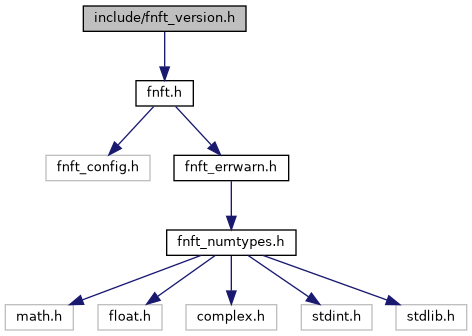 include/fnft_version.h
fnft.h
fnft_config.h
fnft_errwarn.h
fnft_numtypes.h
math.h
float.h
complex.h
stdint.h
stdlib.h